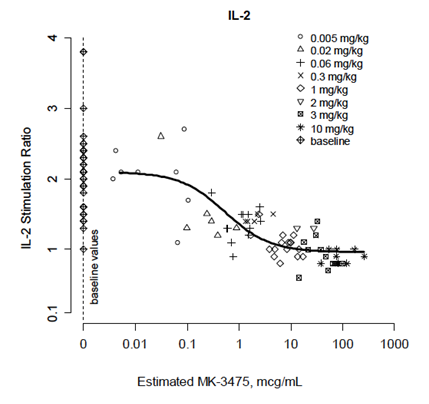 IL-2
4
3
2
1
0.1
IL-2 Stimulation Ratio
baseline values
0.005 mg/kg
0.02 mg/kg
0.06 mg/kg
0.3 mg/kg
1 mg/kg
2 mg/kg
3 mg/kg
10 mg/kg
baseline
0 0.01 0.1 1 10 100 1000
Estimated MK-3475, mcg/mL